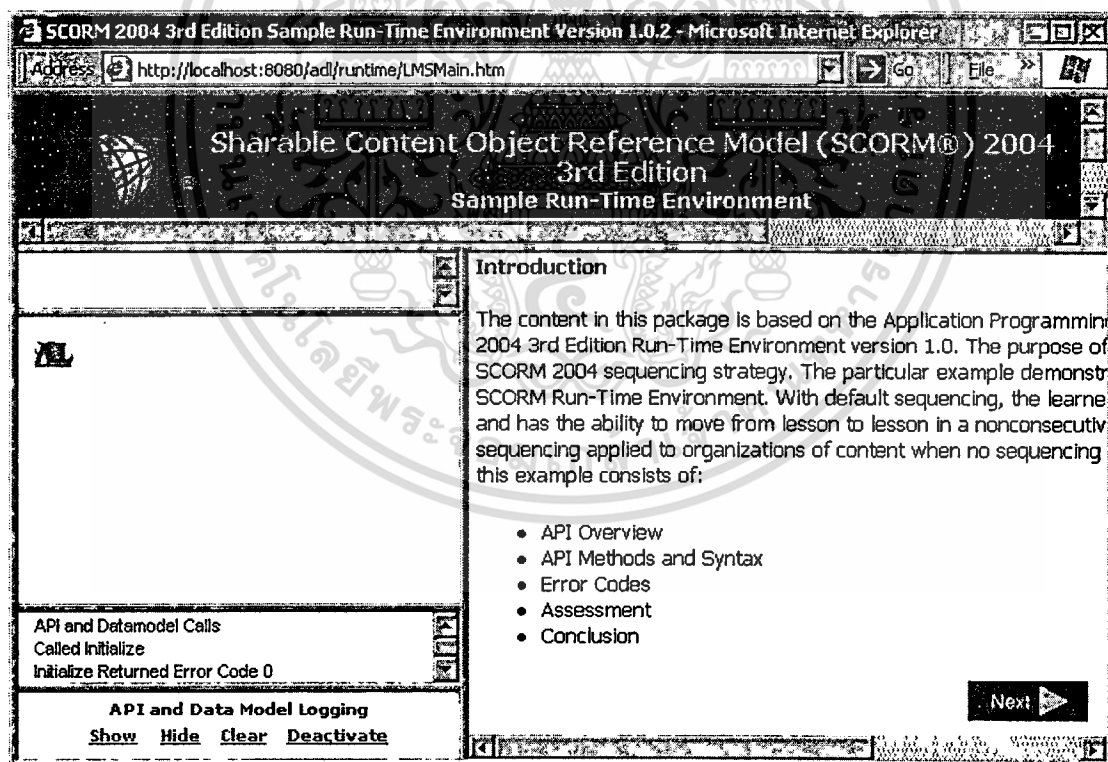 SCORM 2004 3rd Edition Sample Run-Time Environment Version 1.0.2 - Microsoft Internet Explorer
Address http://localhost:8080/adl/runtime/LMSMain.htm Go File »
Sharable Content Object Reference Model (SCORM®) 2004
3rd Edition
Sample Run-Time Environment
Introduction
The content in this package is based on the Application Programmin
2004 3rd Edition Run-Time Environment version 1.0. The purpose of
SCORM 2004 sequencing strategy. The particular example demonstr
SCORM Run-Time Environment. With default sequencing, the learne
and has the ability to move from lesson to lesson in a nonconsecutiv
sequencing applied to organizations of content when no sequencing
this example consists of:
• API Overview
• API Methods and Syntax
• Error Codes
• Assessment
• Conclusion
Next
API and Datamodel Calls
Called Initialize
Initialize Returned Error Code 0
API and Data Model Logging
Show Hide Clear Deactivate